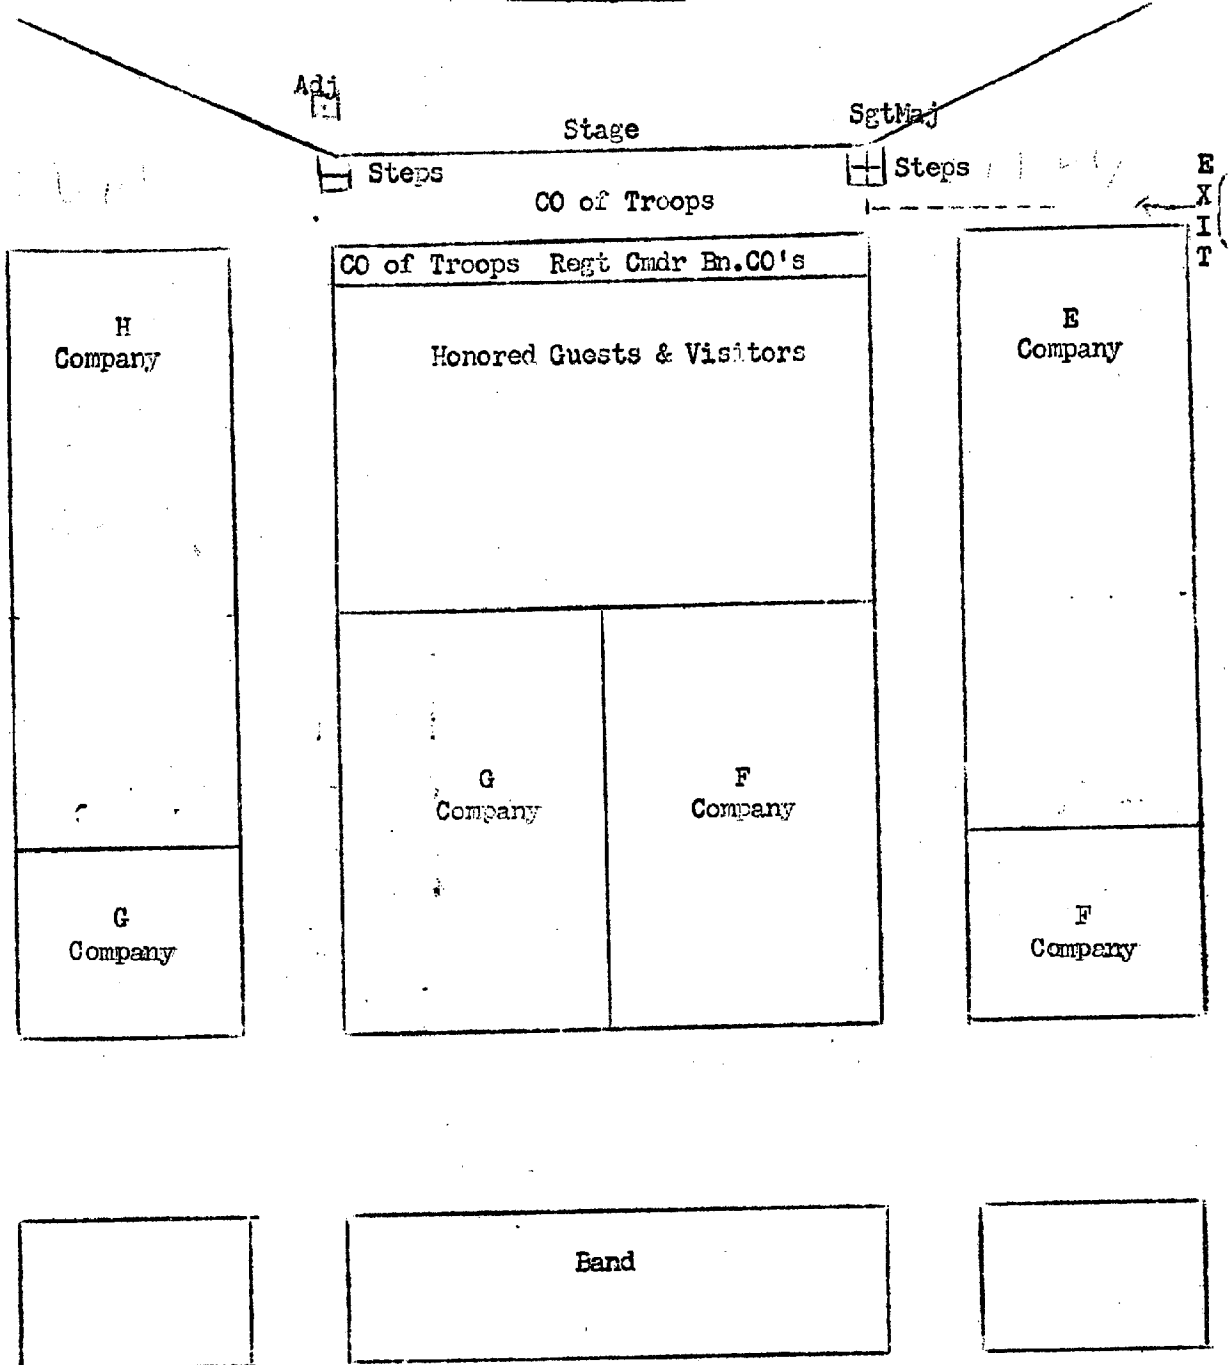 Adj
SgtMaj
Stage
Steps
Steps
EXIT
CO of Troops
CO of Troops Regt Cmdr Bn.CO's
H
Company
Honored Guests & Visitors
E
Company
G
Company
F
Company
G
Company
F
Company
Band